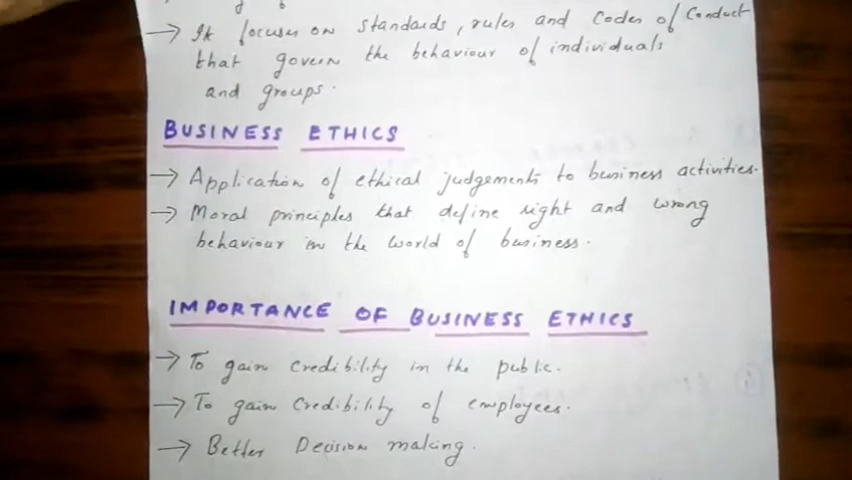 → It focuses on standards, rules and Codes of Conduct
that govern the behaviour of individuals
and groups.
BUSINESS ETHICS
→ Application of ethical judgements to business activities.
→ Moral principles that define right and wrong
behaviour in the world of business.
IMPORTANCE OF BUSINESS ETHICS
→ To gain credibility in the public.
→ To gain credibility of employees.
→ Better Decision making.